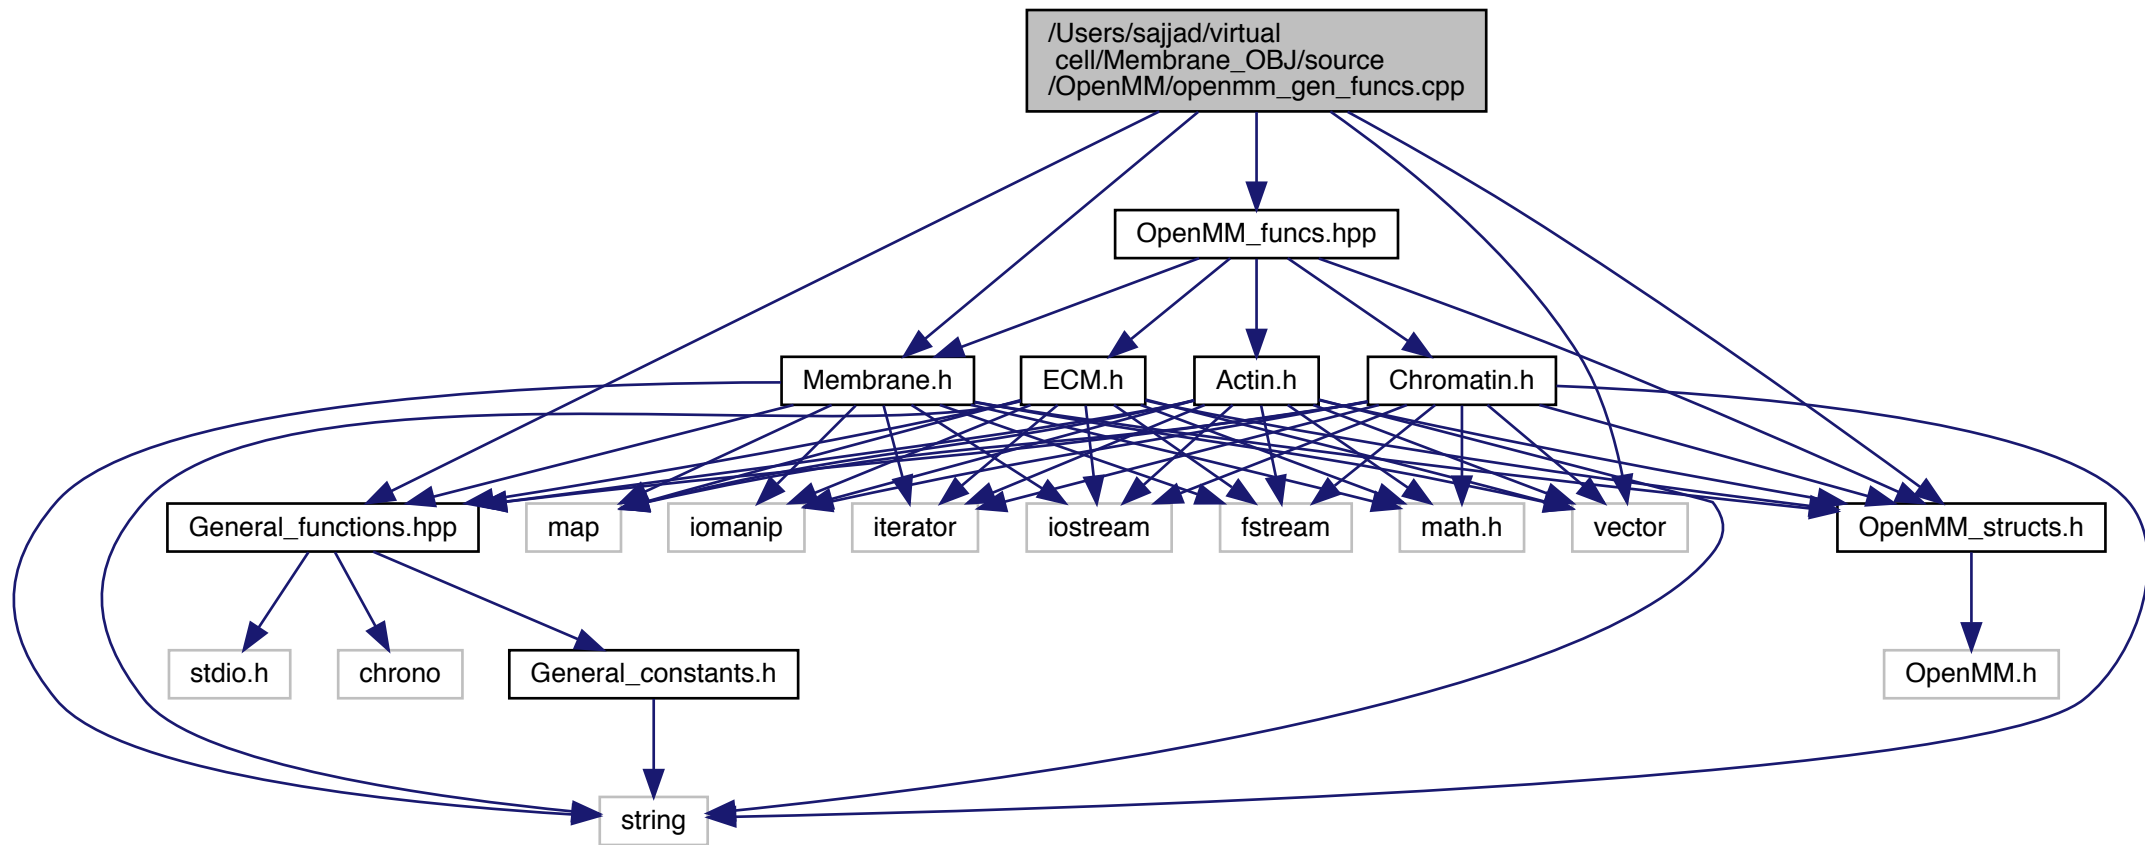 /Users/sajjad/virtual
cell/Membrane_OBJ/source
/OpenMM/openmm_gen_funcs.cpp
OpenMM_funcs.hpp
Membrane.h
ECM.h
Actin.h
Chromatin.h
General_functions.hpp
map
iomanip
iterator
iostream
fstream
math.h
vector
OpenMM_structs.h
stdio.h
chrono
General_constants.h
OpenMM.h
string